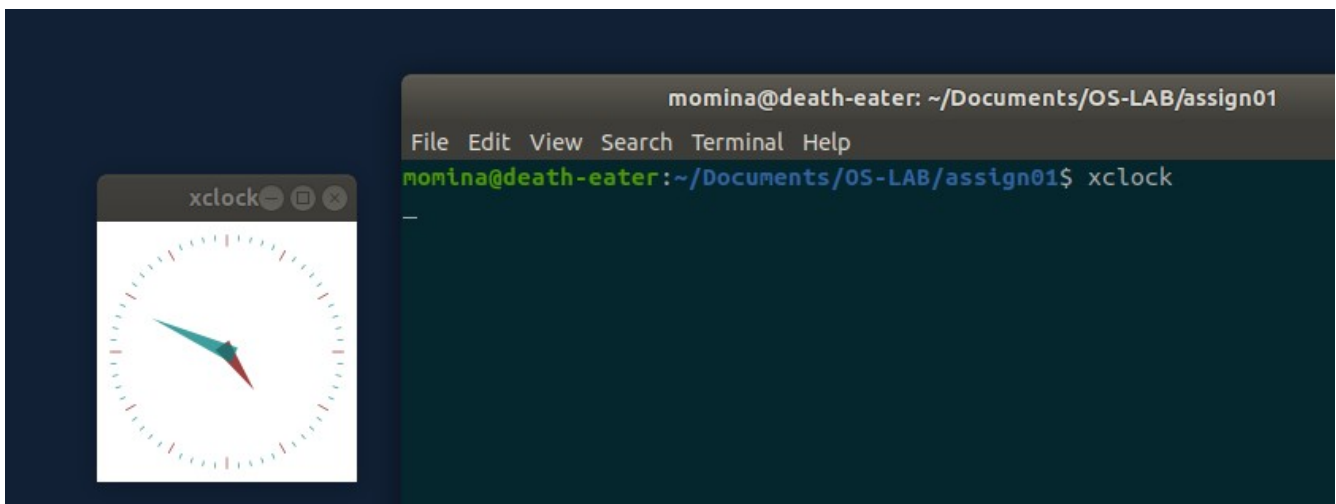 momina@death-eater: ~/Documents/OS-LAB/assign01
File Edit View Search Terminal Help
momina@death-eater:~/Documents/OS-LAB/assign01$ xclock
_
xclock